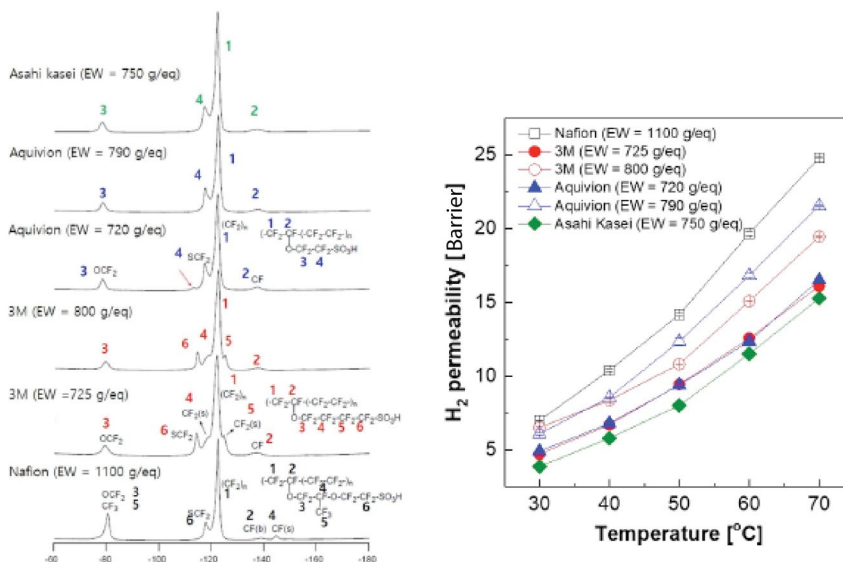 Asahi kasei (EW = 750 g/eq)
1
3
4
2
Aquivion (EW = 790 g/eq)
1
3
4
2
Aquivion (EW = 720 g/eq)
(CF₂)n
1
1 2
(-CF₂-CF-(-CF₂-CF₂-)n
O-CF₂-CF₂-SO₃H
3 4
4 SCF₂
3 OCF₂
2 CF
3M (EW = 800 g/eq)
1
3
6
4
5
2
3M (EW =725 g/eq)
1
(CF₂)n
4
CF₂(s)
5
CF₂(s)
1 2
(-CF₂-CF-(-CF₂-CF₂-)n
O-CF₂-CF₂-CF₂-CF₂-SO₃H
3 4 5 6
3
OCF₂
6 SCF₂
CF 2
Nafion (EW = 1100 g/eq)
(CF₂)n
1
1 2
(-CF₂-CF-(-CF₂-CF₂-)n
4
O-CF₂-CF-O-CF₂-CF₂-SO₃H
3
CF₃
5
6
OCF₂ 3
CF₃ 5
6 SCF₂
2 4
CF(b) CF(s)
-60 -80 -100 -120 -140 -160 -180
H₂ permeability [Barrier]
25
20
15
10
5
Nafion (EW = 1100 g/eq)
3M (EW = 725 g/eq)
3M (EW = 800 g/eq)
Aquivion (EW = 720 g/eq)
Aquivion (EW = 790 g/eq)
Asahi Kasei (EW = 750 g/eq)
30 40 50 60 70
Temperature [°C]